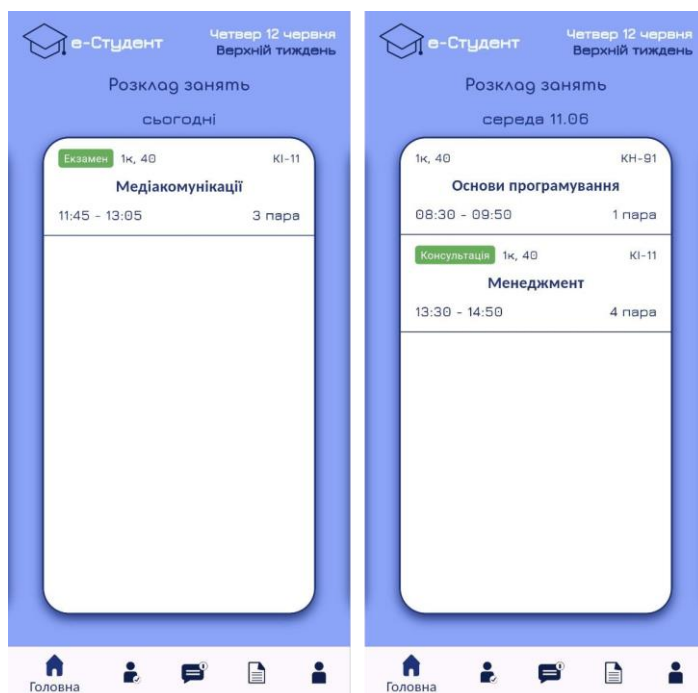 е-Студент
Четвер 12 червня
Верхній тиждень
Розклад занять
сьогодні
Екзамен 1к, 40 КІ-11
Медіакомунікації
11:45 - 13:05 3 пара
Головна
е-Студент
Четвер 12 червня
Верхній тиждень
Розклад занять
середа 11.06
1к, 40 КН-91
Основи програмування
08:30 - 09:50 1 пара
Консультація 1к, 40 КІ-11
Менеджмент
13:30 - 14:50 4 пара
Головна